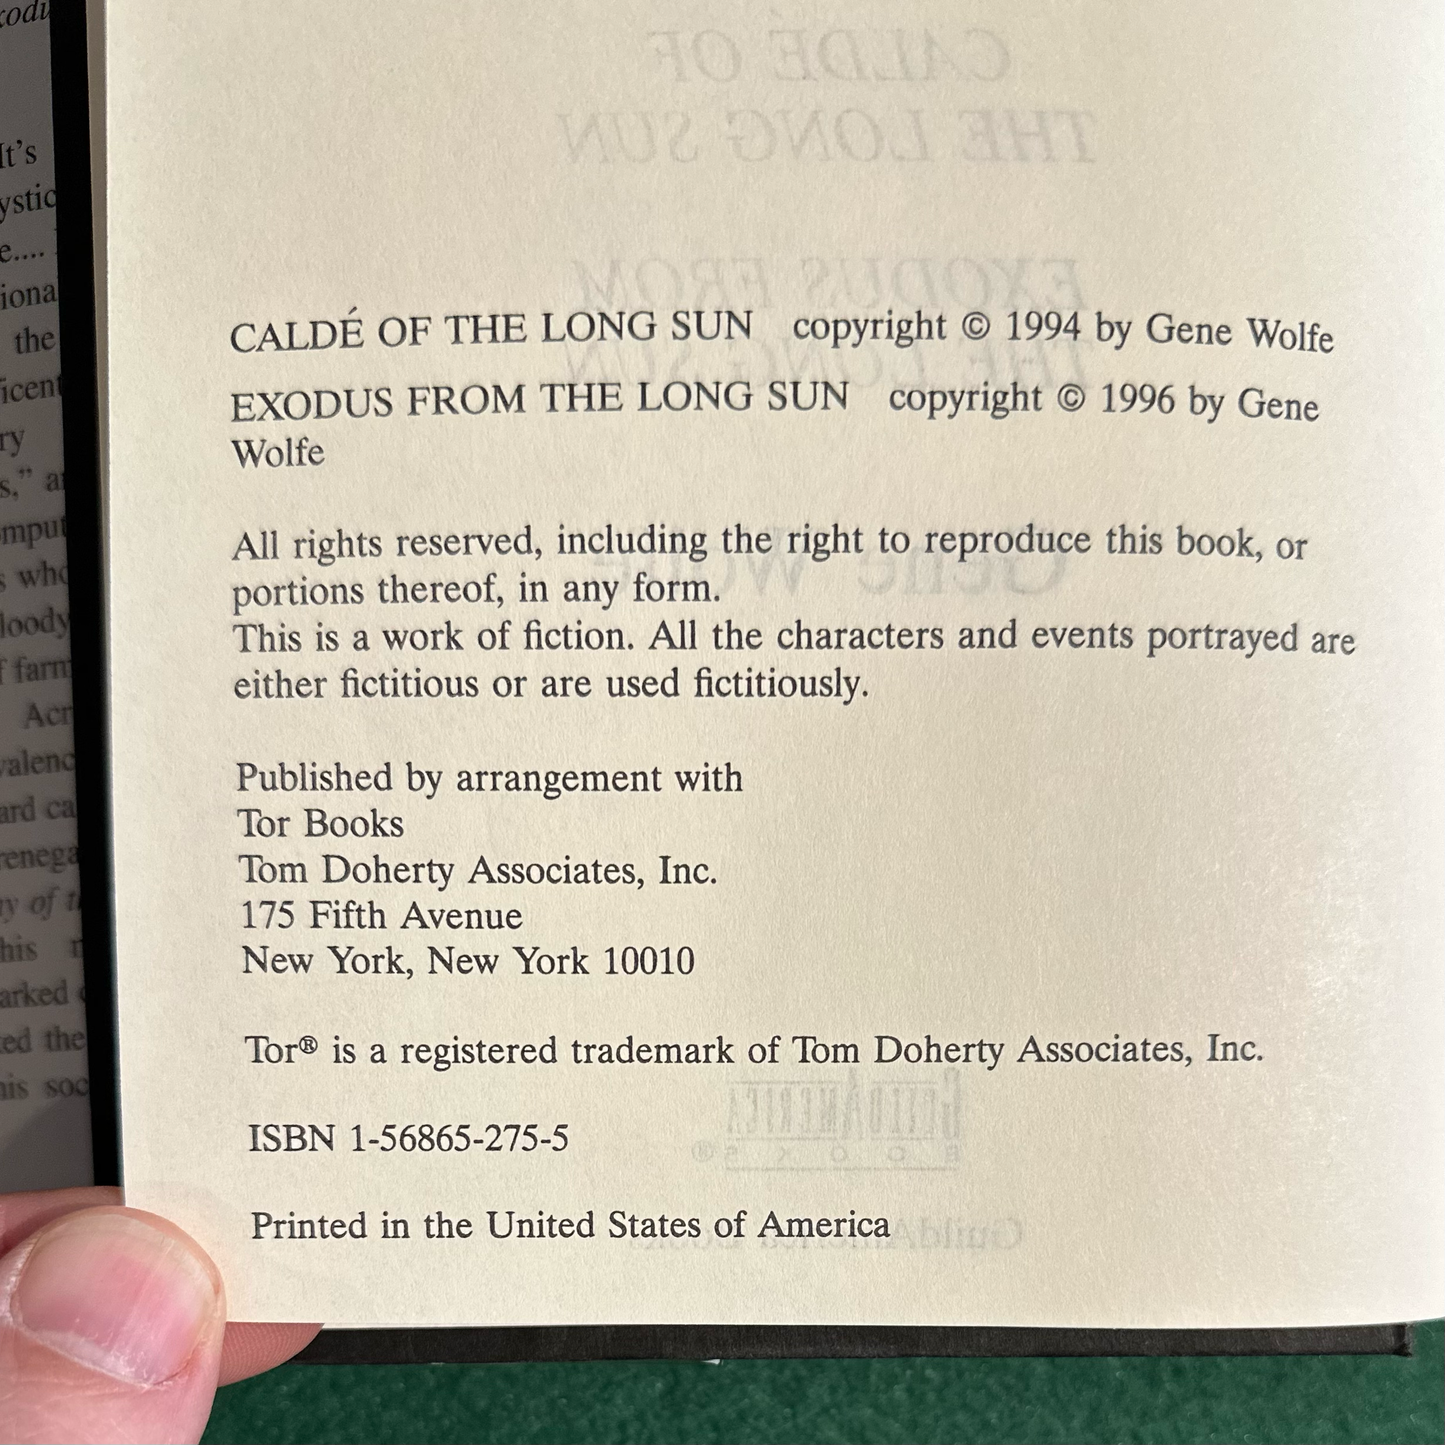 CALDÉ OF THE LONG SUN copyright © 1994 by Gene Wolfe
EXODUS FROM THE LONG SUN copyright © 1996 by Gene
Wolfe
All rights reserved, including the right to reproduce this book, or
portions thereof, in any form.
This is a work of fiction. All the characters and events portrayed are
either fictitious or are used fictitiously.
Published by arrangement with
Tor Books
Tom Doherty Associates, Inc.
175 Fifth Avenue
New York, New York 10010
Tor® is a registered trademark of Tom Doherty Associates, Inc.
ISBN 1-56865-275-5
Printed in the United States of America
It's
the